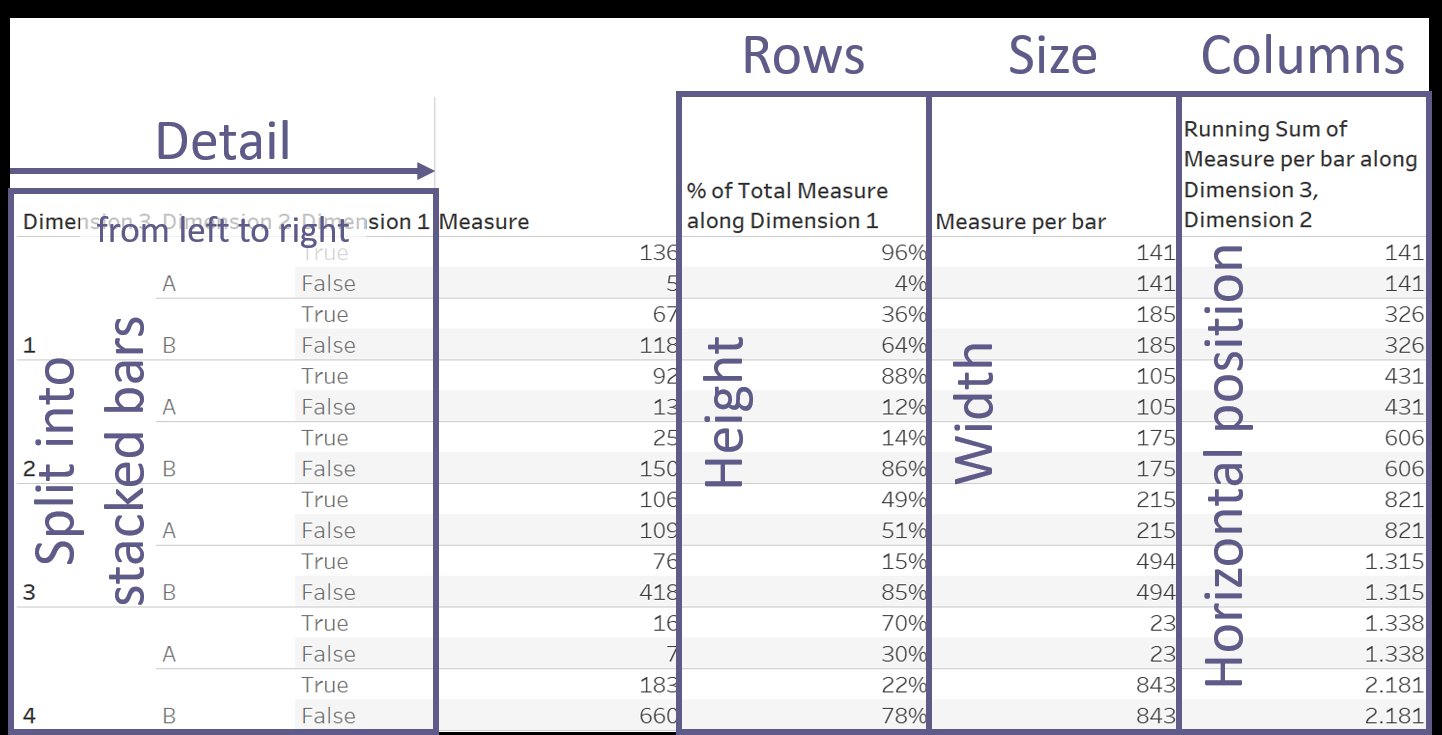 Rows Size Columns
Detail
from left to right
Dimension 3 Dimension 2 Dimension 1 Measure % of Total Measure along Dimension 1 Measure per bar Running Sum of Measure per bar along Dimension 3, Dimension 2
True 136 96% 141 141
A False 5 4% 141 141
True 67 36% 185 326
1 B False 118 64% 185 326
True 92 88% 105 431
A False 13 12% 105 431
True 25 14% 175 606
2 B False 150 86% 175 606
True 106 49% 215 821
A False 109 51% 215 821
True 76 15% 494 1.315
3 B False 418 85% 494 1.315
True 16 70% 23 1.338
A False 7 30% 23 1.338
True 183 22% 843 2.181
4 B False 660 78% 843 2.181
Split into
stacked bars
Height
Width
Horizontal position